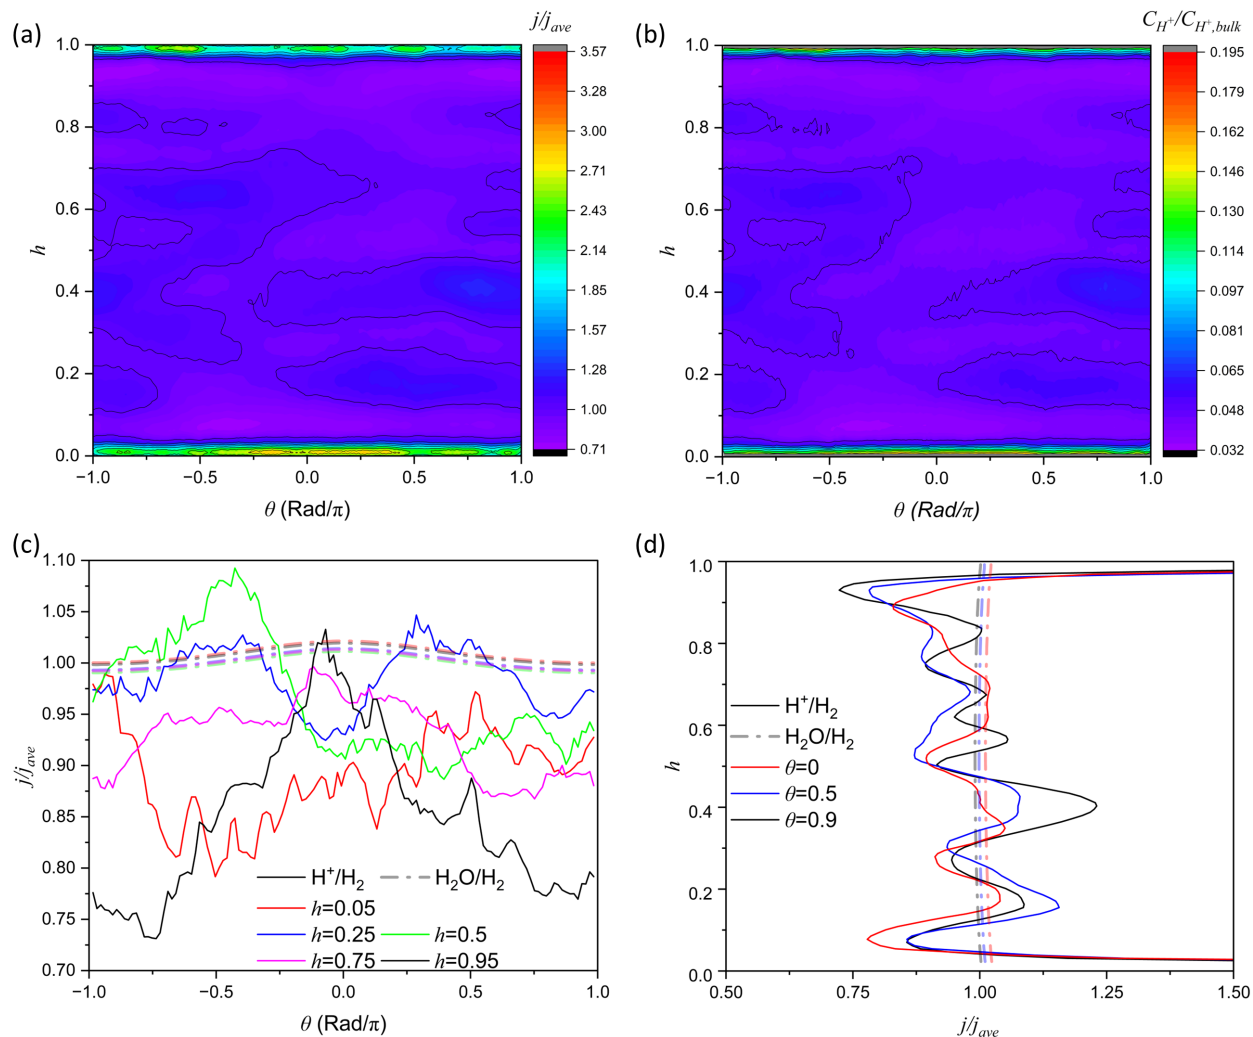 (a)
j/j_ave
1.0
0.8
0.6
0.4
0.2
0.0
h
−1.0 −0.5 0.0 0.5 1.0
θ (Rad/π)
3.57
3.28
3.00
2.71
2.43
2.14
1.85
1.57
1.28
1.00
0.71
(b)
C_H⁺/C_H⁺,bulk
1.0
0.8
0.6
0.4
0.2
0.0
h
−1.0 −0.5 0.0 0.5 1.0
θ (Rad/π)
0.195
0.179
0.162
0.146
0.130
0.114
0.097
0.081
0.065
0.048
0.032
(c)
1.10
1.05
1.00
0.95
0.90
0.85
0.80
0.75
0.70
j/j_ave
H⁺/H₂ H₂O/H₂
h=0.05
h=0.25 h=0.5
h=0.75 h=0.95
−1.0 −0.5 0.0 0.5 1.0
θ (Rad/π)
(d)
1.0
0.8
0.6
0.4
0.2
0.0
h
H⁺/H₂
H₂O/H₂
θ=0
θ=0.5
θ=0.9
0.50 0.75 1.00 1.25 1.50
j/j_ave